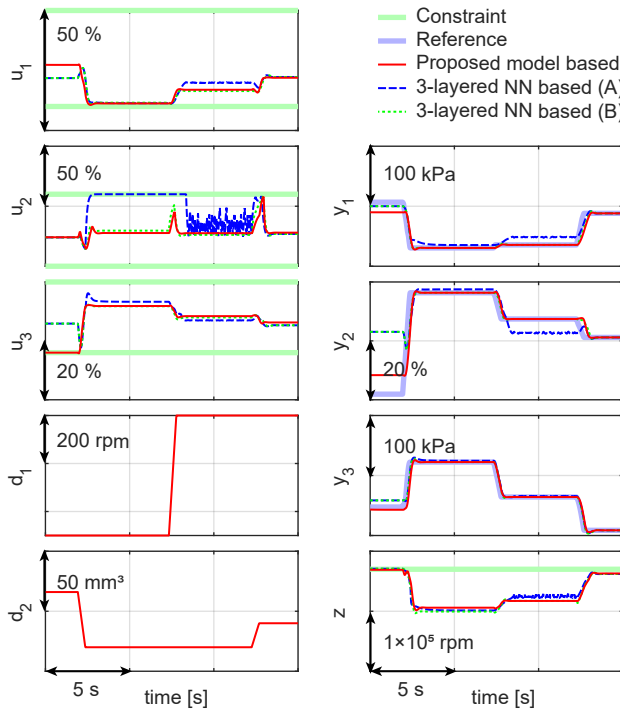 50 %
u₁
Constraint
Reference
Proposed model based
3-layered NN based (A)
3-layered NN based (B)
50 %
u₂
100 kPa
y₁
u₃
20 %
y₂
20 %
200 rpm
d₁
100 kPa
y₃
50 mm³
d₂
z
1×10⁵ rpm
5 s
time [s]
5 s
time [s]